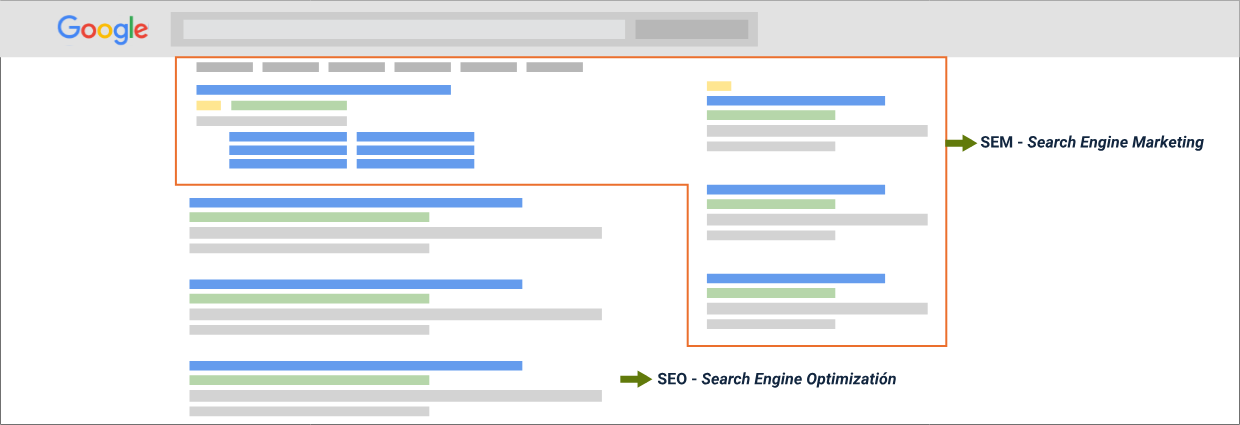 Google
SEM - Search Engine Marketing
SEO - Search Engine Optimizatión